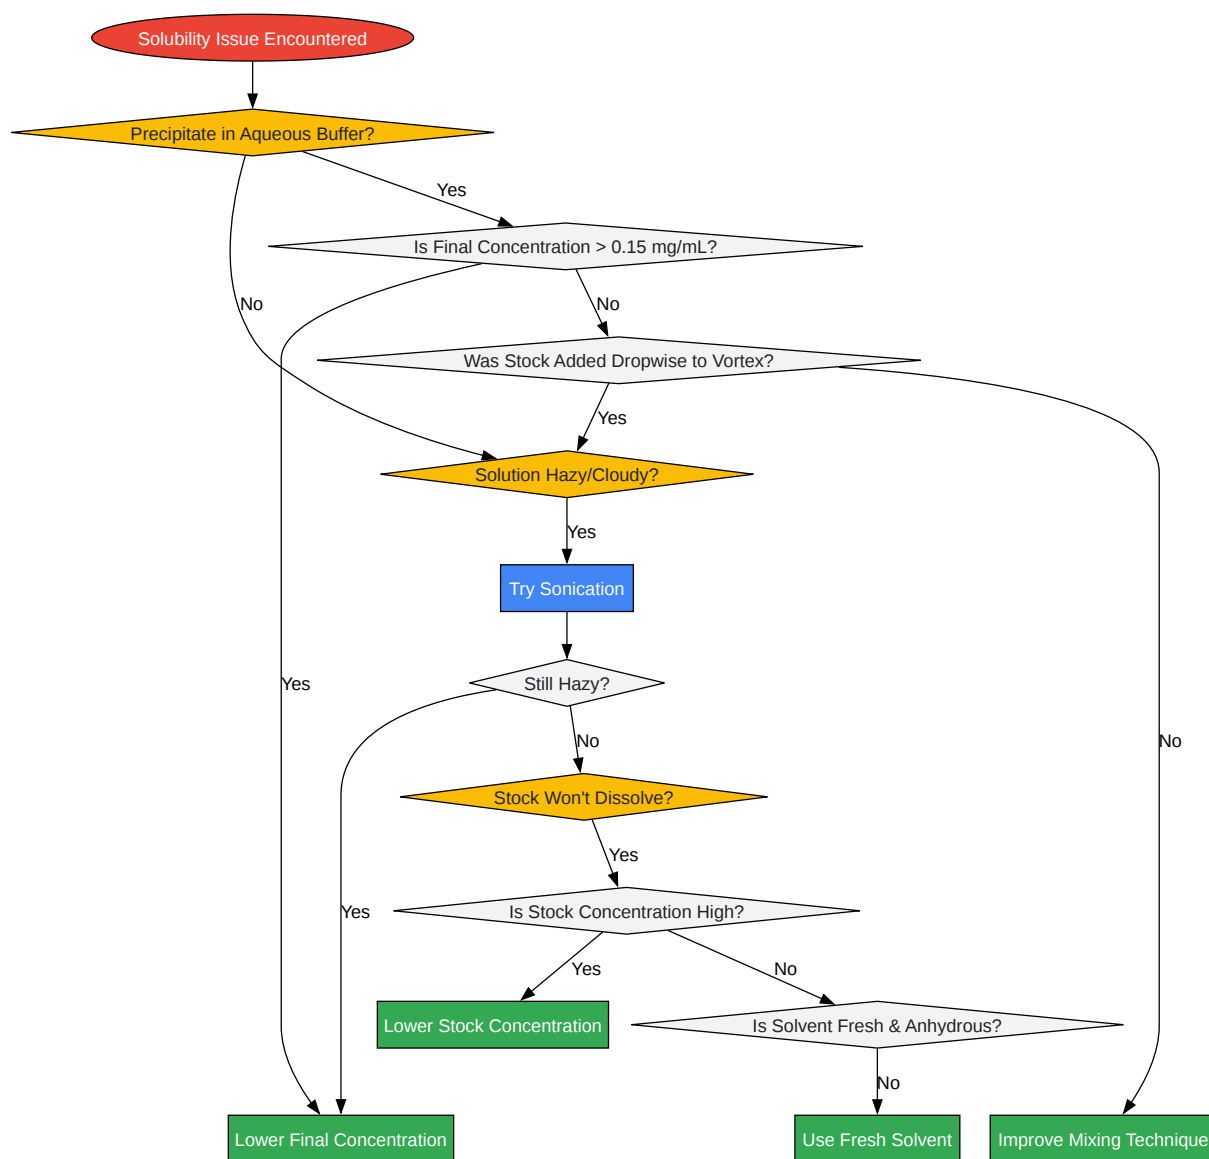 Solubility Issue Encountered
Precipitate in Aqueous Buffer?
Yes
Is Final Concentration > 0.15 mg/mL?
No
No
Was Stock Added Dropwise to Vortex?
Yes
Solution Hazy/Cloudy?
Yes
Try Sonication
Yes
Still Hazy?
No
No
Stock Won't Dissolve?
Yes
Yes
Is Stock Concentration High?
Yes
No
Lower Stock Concentration
Is Solvent Fresh & Anhydrous?
No
Lower Final Concentration
Use Fresh Solvent
Improve Mixing Technique